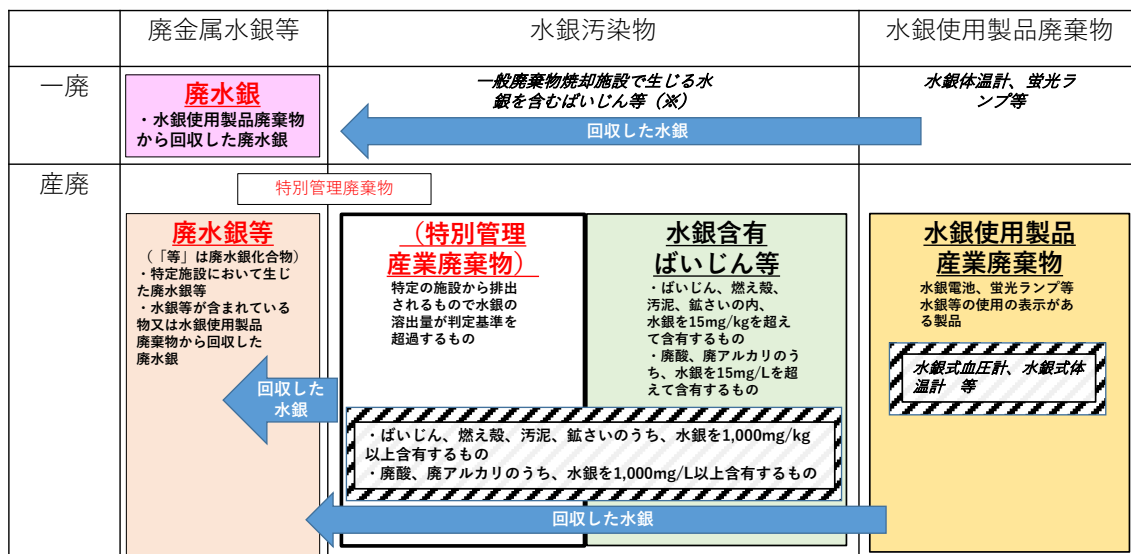 廃金属水銀等
水銀汚染物
水銀使用製品廃棄物
一廃
廃水銀
・水銀使用製品廃棄物
から回収した廃水銀
一般廃棄物焼却施設で生じる水
銀を含むばいじん等（※）
水銀体温計、蛍光ラ
ンプ等
回収した水銀
産廃
特別管理廃棄物
廃水銀等
（「等」は廃水銀化合物）
・特定施設において生じ
た廃水銀等
・水銀等が含まれている
物又は水銀使用製品
廃棄物から回収した
廃水銀
（特別管理
産業廃棄物）
特定の施設から排出
されるもので水銀の
溶出量が判定基準を
超過するもの
水銀含有
ばいじん等
・ばいじん、燃え殻、
汚泥、鉱さいの内、
水銀を15mg/kgを超え
て含有するもの
・廃酸、廃アルカリのう
ち、水銀を15mg/Lを超
えて含有するもの
水銀使用製品
産業廃棄物
水銀電池、蛍光ランプ等
水銀等の使用の表示があ
る製品
水銀式血圧計、水銀式体
温計　等
回収した
水銀
・ばいじん、燃え殻、汚泥、鉱さいのうち、水銀を1,000mg/kg
以上含有するもの
・廃酸、廃アルカリのうち、水銀を1,000mg/L以上含有するもの
回収した水銀